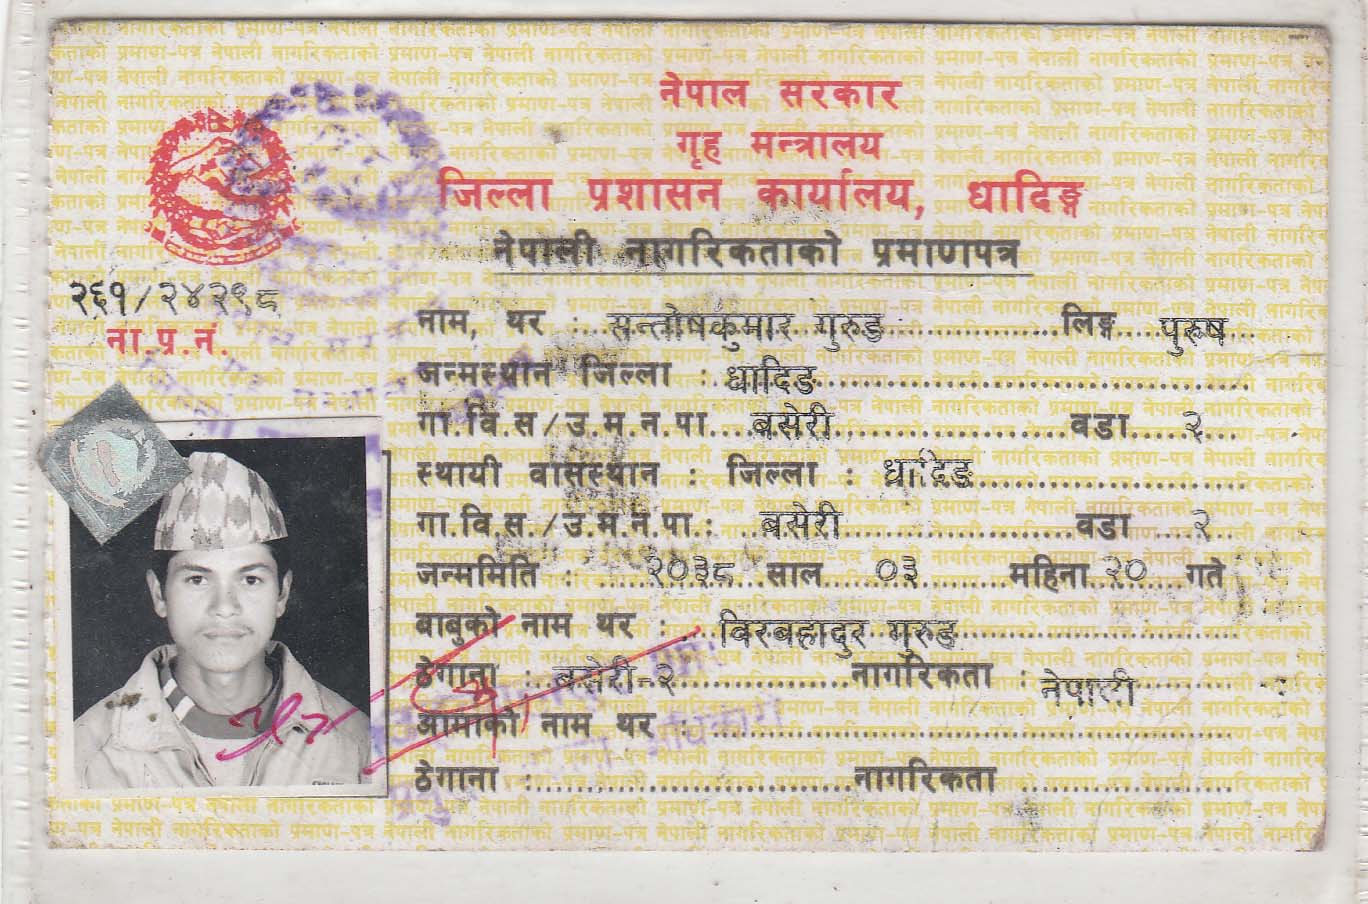 नेपाल सरकार
गृह मन्त्रालय
जिल्ला प्रशासन कार्यालय, धादिङ्ग
नेपाली नागरिकताको प्रमाणपत्र
२६१/२४२९८
ना.प्र.नं.
नाम, थर : सन्तोषकुमार गुरुङ लिङ्ग पुरुष
जन्मस्थान जिल्ला : धादिङ
गा.वि.स/उ.म.न.पा. बसेरी वडा २
स्थायी वासस्थान : जिल्ला : धादिङ
गा.वि.स./उ.म.न.पा.: बसेरी वडा २
जन्ममिति : २०३८ साल ०३ महिना २० गते
बाबुको नाम थर : विरबहादुर गुरुङ
ठेगाना : बसेरी-२ नागरिकता : नेपाली
आमाको नाम थर :
ठेगाना : नागरिकता